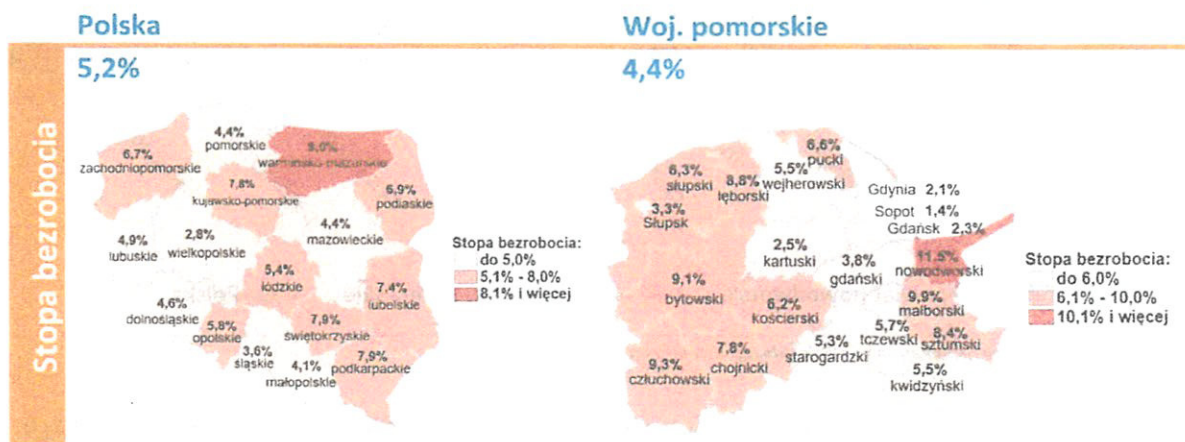 Polska
5,2%
Stopa bezrobocia
6,7%
zachodniopomorskie
4,4%
pomorskie
warmińsko-mazurskie
7,8%
kujawsko-pomorskie
6,9%
podlaskie
4,4%
mazowieckie
4,9%
lubuskie
2,8%
wielkopolskie
5,4%
łódzkie
7,4%
lubelskie
4,6%
dolnośląskie
5,8%
opolskie
7,9%
świętokrzyskie
3,6%
śląskie
4,1%
małopolskie
7,9%
podkarpackie
Stopa bezrobocia:
do 5,0%
5,1% - 8,0%
8,1% i więcej
Woj. pomorskie
4,4%
6,6%
pucki
6,3%
słupski
8,8%
lęborski
5,5%
wejherowski
Gdynia 2,1%
Sopot 1,4%
Gdańsk 2,3%
3,3%
Słupsk
2,5%
kartuski
3,8%
gdański
11,5%
nowodworski
9,1%
bytowski
6,2%
kościerski
9,9%
malborski
5,7%
tczewski
8,4%
sztumski
5,3%
starogardzki
7,8%
chojnicki
9,3%
człuchowski
5,5%
kwidzyński
Stopa bezrobocia:
do 6,0%
6,1% - 10,0%
10,1% i więcej